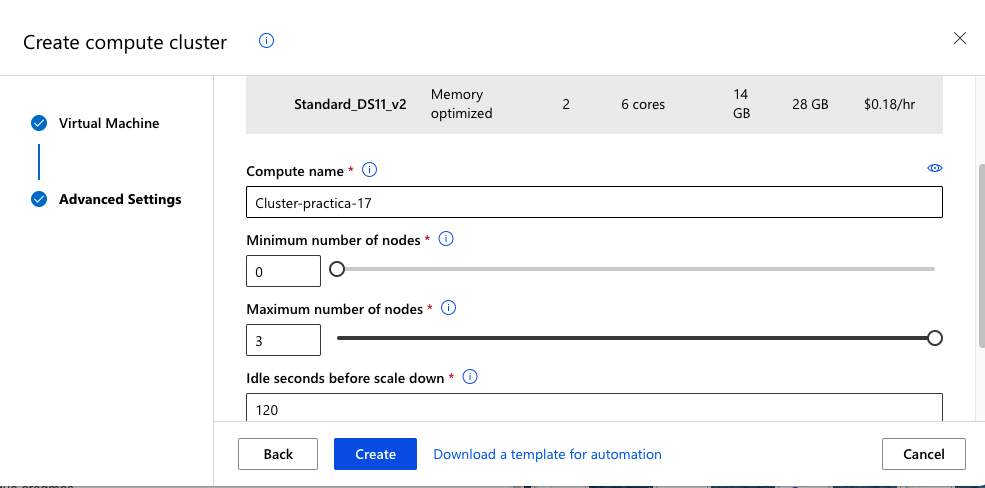 Create compute cluster
Virtual Machine
Advanced Settings
Standard_DS11_v2
Memory
optimized
2
6 cores
14
GB
28 GB
$0.18/hr
Compute name *
Cluster-practica-17
Minimum number of nodes *
0
Maximum number of nodes *
3
Idle seconds before scale down *
120
Back
Create
Download a template for automation
Cancel